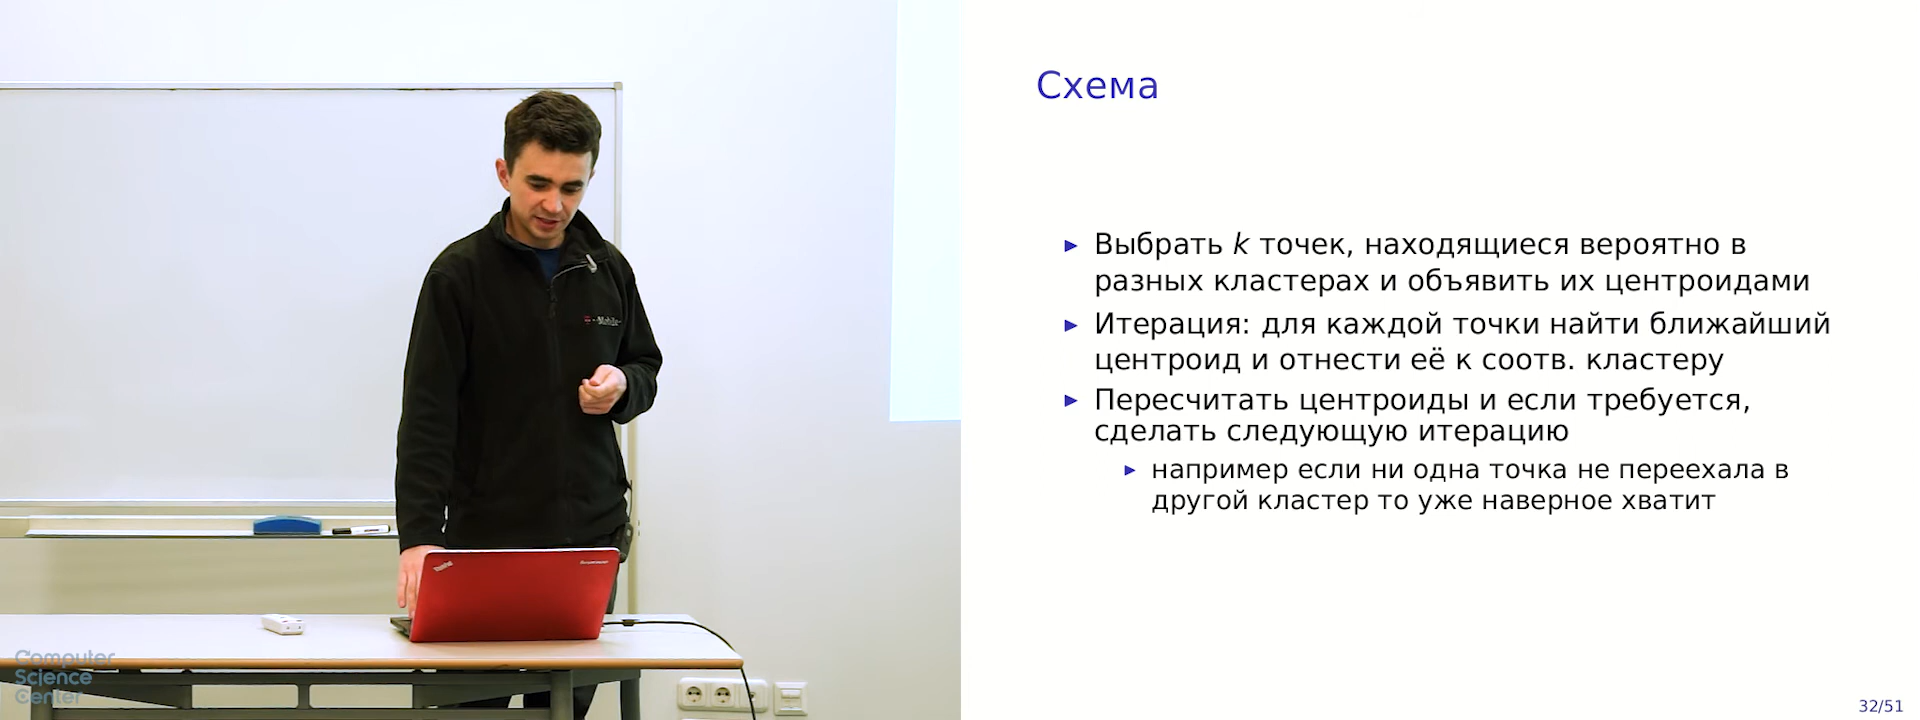 Схема
Выбрать k точек, находящиеся вероятно в
разных кластерах и объявить их центроидами
Итерация: для каждой точки найти ближайший
центроид и отнести её к соотв. кластеру
Пересчитать центроиды и если требуется,
сделать следующую итерацию
например если ни одна точка не переехала в
другой кластер то уже наверное хватит
32/51
Computer
Science
Center